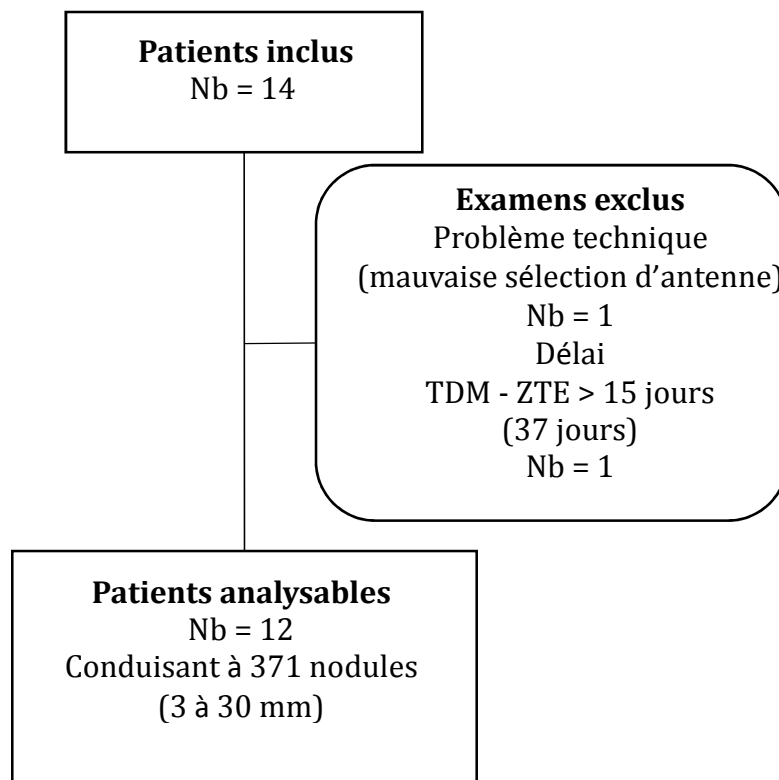 Patients inclus
Nb = 14
Examens exclus
Problème technique
(mauvaise sélection d’antenne)
Nb = 1
Délai
TDM - ZTE > 15 jours
(37 jours)
Nb = 1
Patients analysables
Nb = 12
Conduisant à 371 nodules
(3 à 30 mm)